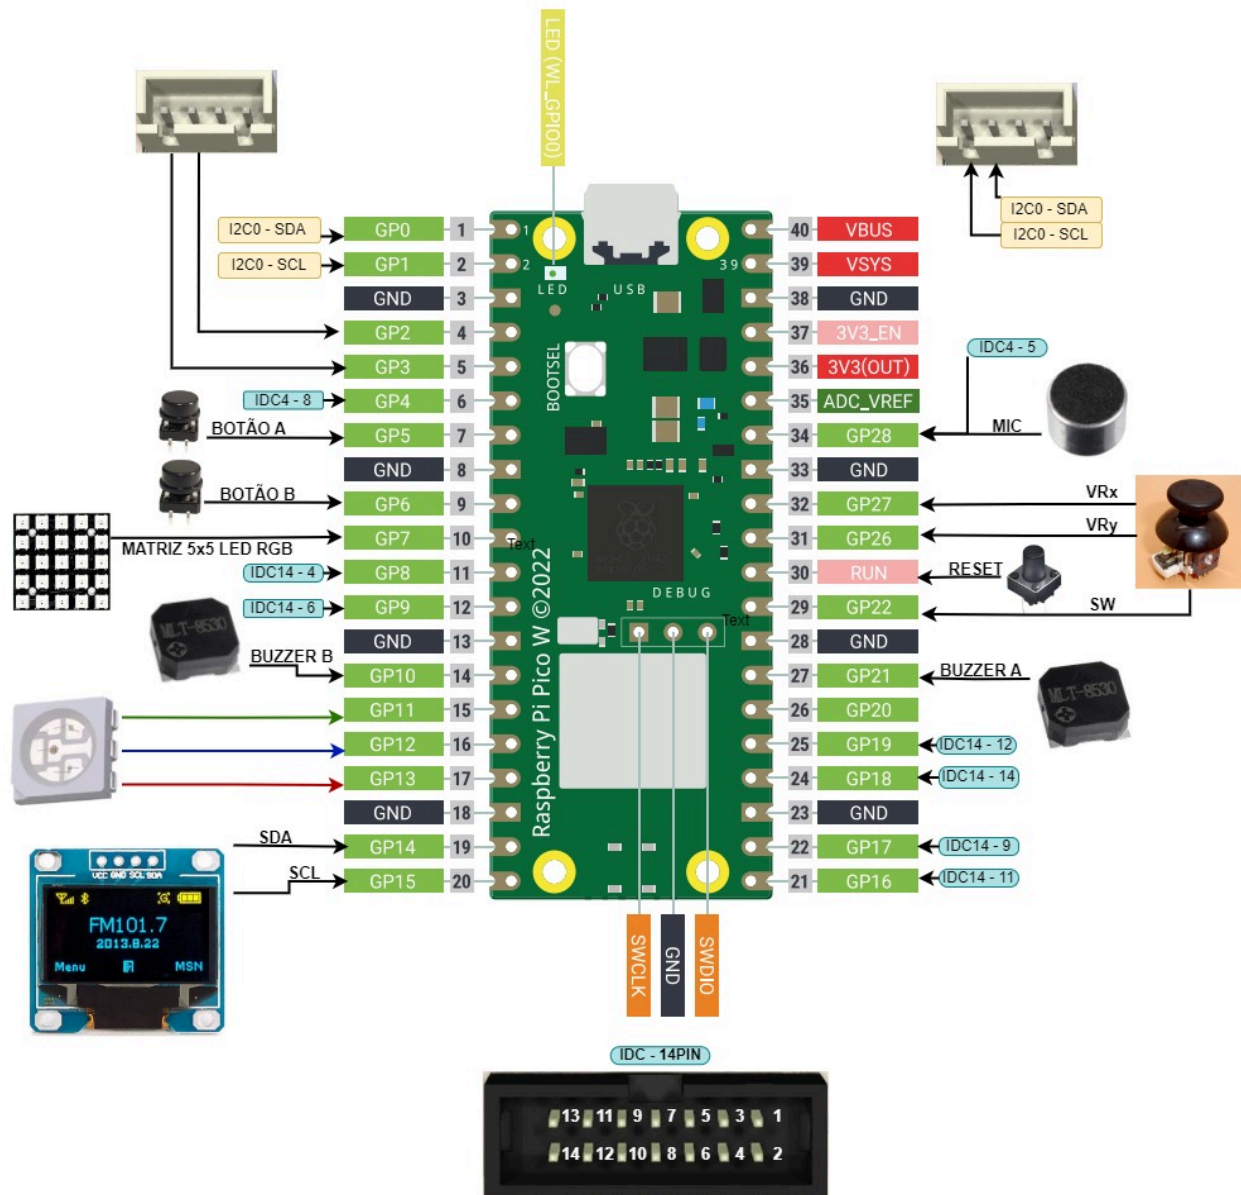 LED (WL_GPIO0)
I2C0 - SDA
I2C0 - SCL
IDC4 - 8
BOTÃO A
BOTÃO B
MATRIZ 5x5 LED RGB
IDC14 - 4
IDC14 - 6
MLT-8530
BUZZER B
SDA
SCL
VCC GND SCL SDA
FM101.7
2013.8.22
Menu
MSN
GP0 1
GP1 2
GND 3
GP2 4
GP3 5
GP4 6
GP5 7
GND 8
GP6 9
GP7 10
GP8 11
GP9 12
GND 13
GP10 14
GP11 15
GP12 16
GP13 17
GND 18
GP14 19
GP15 20
1
2
39
LED
USB
BOOTSEL
Text
DEBUG
Text
Raspberry Pi Pico W ©2022
40 VBUS
39 VSYS
38 GND
37 3V3_EN
36 3V3(OUT)
35 ADC_VREF
34 GP28
33 GND
32 GP27
31 GP26
30 RUN
29 GP22
28 GND
27 GP21
26 GP20
25 GP19
24 GP18
23 GND
22 GP17
21 GP16
I2C0 - SDA
I2C0 - SCL
IDC4 - 5
MIC
VRx
VRy
RESET
SW
BUZZER A
MLT-8530
IDC14 - 12
IDC14 - 14
IDC14 - 9
IDC14 - 11
SWCLK
GND
SWDIO
IDC - 14PIN
13 11 9 7 5 3 1
14 12 10 8 6 4 2